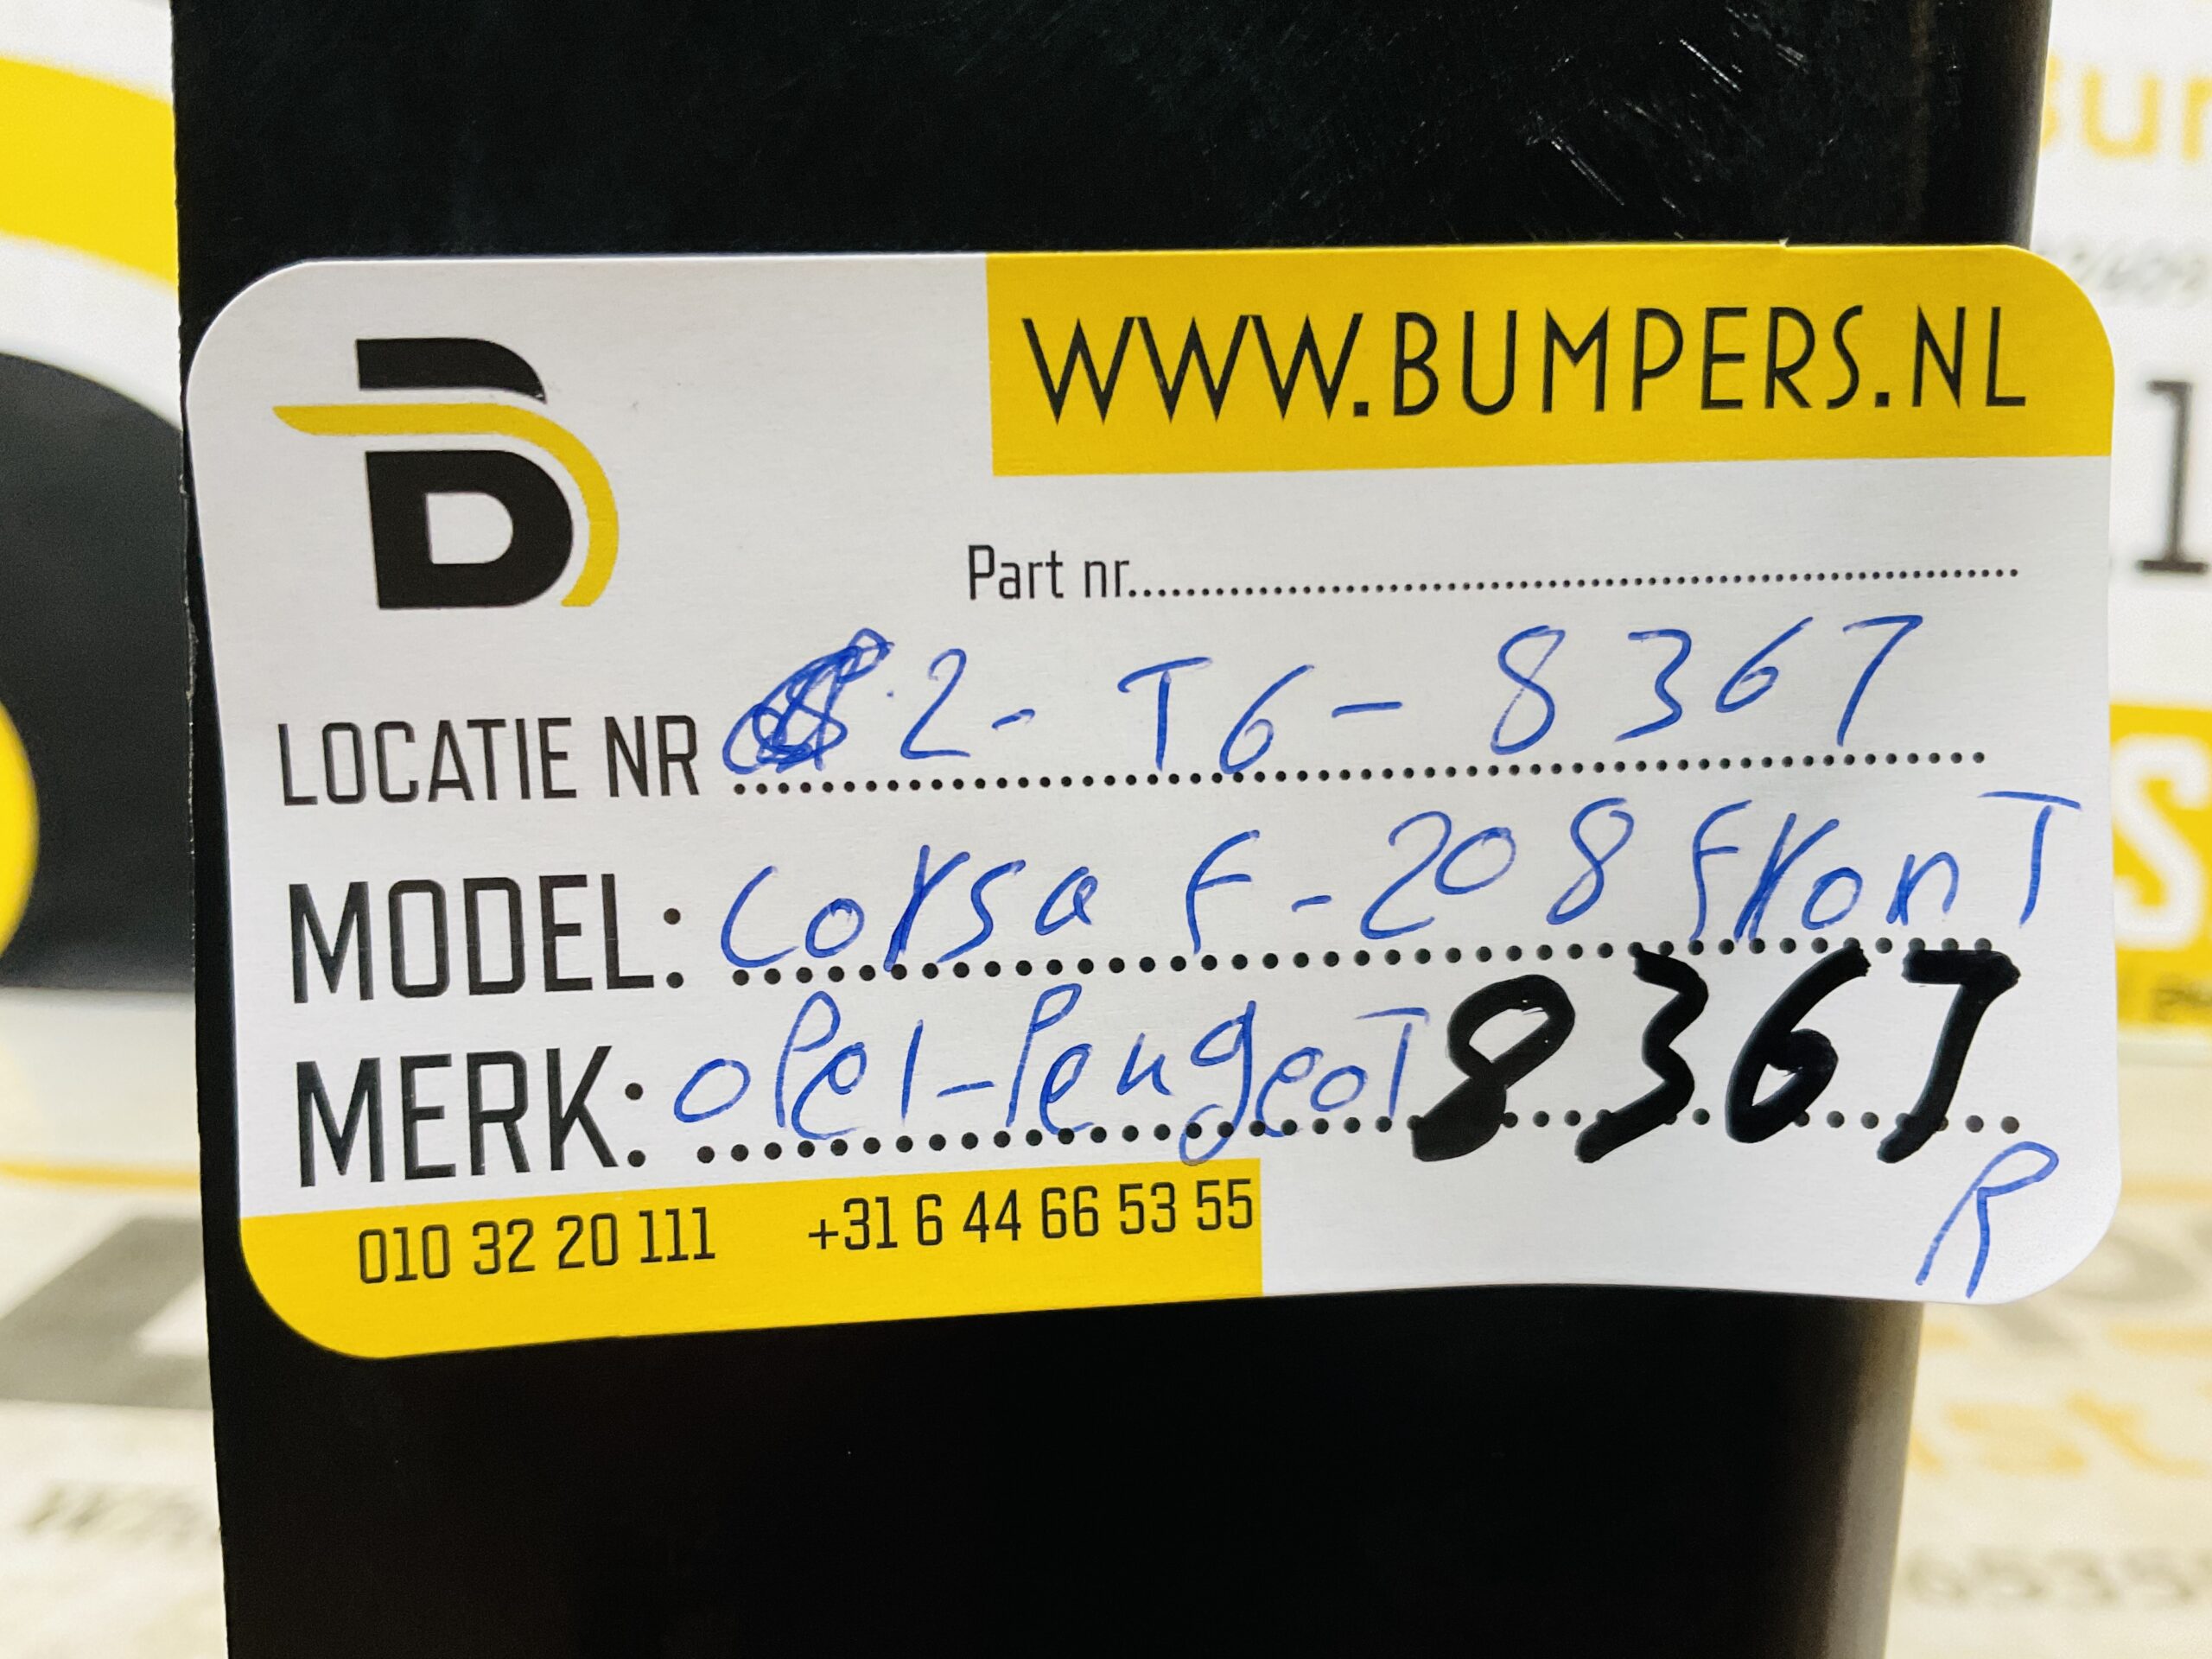 WWW.BUMPERS.NL
Part nr.
LOCATIE NR 2 - T6 - 8367
MODEL: Corsa F - 208 front
MERK: opel - Peugeot 8367
R
010 32 20 111 +31 6 44 66 53 55